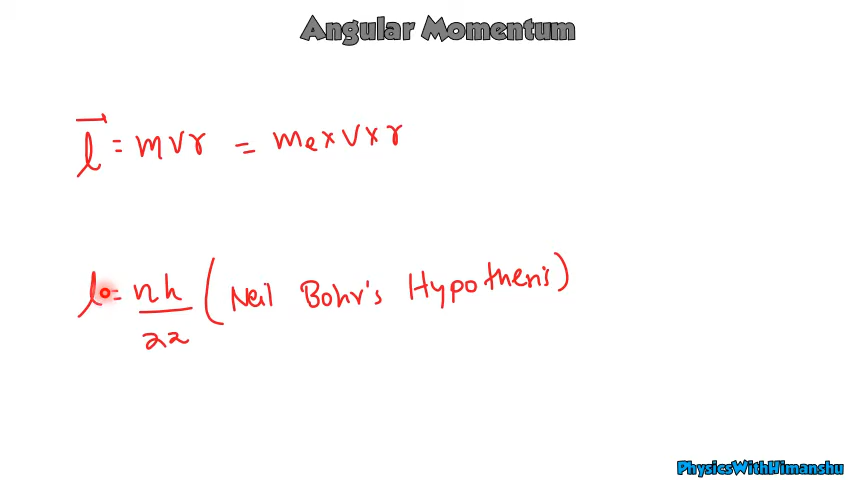 Angular Momentum
l⃗ = mvr = me × v × r
l = nh/2π (Neil Bohr's Hypothesis)
PhysicsWithHimanshu